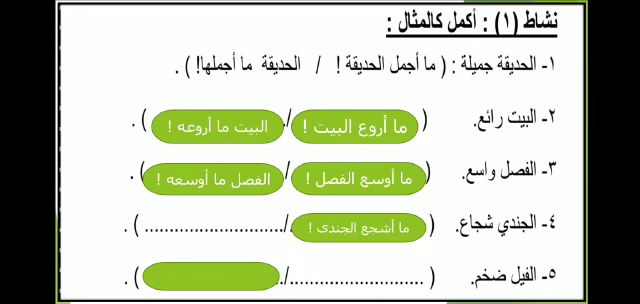 نشاط (١) : أكمل كالمثال :
١- الحديقة جميلة : ( ما أجمل الحديقة ! / الحديقة ما أجملها! ) .
٢- البيت رائع. ( ما أروع البيت ! / البيت ما أروعه ! ) .
٣- الفصل واسع. ( ما أوسع الفصل ! / الفصل ما أوسعه ! ) .
٤- الجندي شجاع. ( ما أشجع الجندى ! /............................ ) .
٥- الفيل ضخم. ( .........................../.. ) .